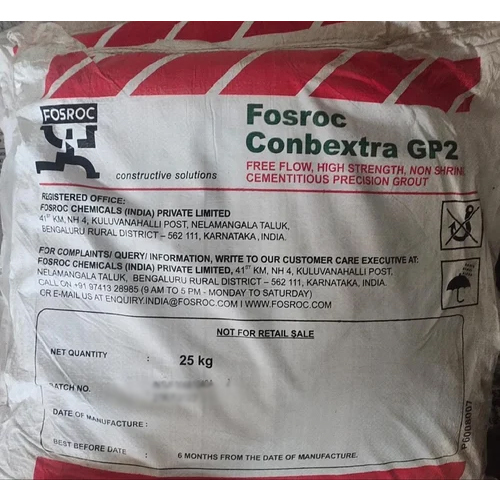 FOSROC
constructive solutions
Fosroc
Conbextra GP2
FREE FLOW, HIGH STRENGTH, NON SHRINK
CEMENTITIOUS PRECISION GROUT
REGISTERED OFFICE:
FOSROC CHEMICALS (INDIA) PRIVATE LIMITED
41ST KM, NH 4, KULUVANAHALLI POST, NELAMANGALA TALUK,
BENGALURU RURAL DISTRICT – 562 111, KARNATAKA, INDIA.
FOR COMPLAINTS/ QUERY/ INFORMATION, WRITE TO OUR CUSTOMER CARE EXECUTIVE AT:
FOSROC CHEMICALS (INDIA) PRIVATE LIMITED, 41ST KM, NH 4, KULUVANAHALLI POST,
NELAMANGALA TALUK, BENGALURU RURAL DISTRICT – 562 111, KARNATAKA, INDIA.
CALL ON +91 97413 28985 (9 AM TO 5 PM - MONDAY TO SATURDAY)
OR E-MAIL US AT ENQUIRY.INDIA@FOSROC.COM I WWW.FOSROC.COM
NOT FOR RETAIL SALE
NET QUANTITY : 25 kg
BATCH NO.
DATE OF MANUFACTURE :
BEST BEFORE DATE : 6 MONTHS FROM THE DATE OF MANUFACTURE.
P6008007